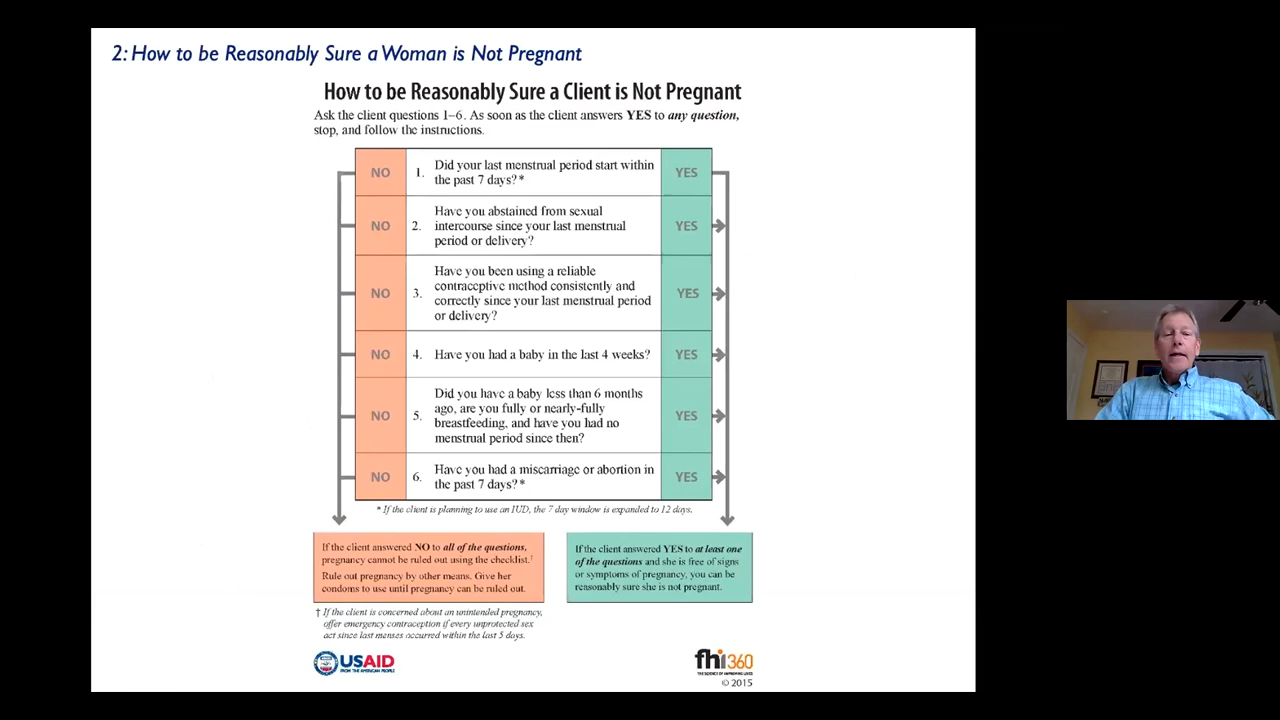 2: How to be Reasonably Sure a Woman is Not Pregnant
How to be Reasonably Sure a Client is Not Pregnant
Ask the client questions 1–6. As soon as the client answers YES to any question,
stop, and follow the instructions.
NO 1. Did your last menstrual period start within YES
the past 7 days?*
NO 2. Have you abstained from sexual YES
intercourse since your last menstrual
period or delivery?
NO 3. Have you been using a reliable YES
contraceptive method consistently and
correctly since your last menstrual period
or delivery?
NO 4. Have you had a baby in the last 4 weeks? YES
NO 5. Did you have a baby less than 6 months YES
ago, are you fully or nearly-fully
breastfeeding, and have you had no
menstrual period since then?
NO 6. Have you had a miscarriage or abortion in YES
the past 7 days?*
* If the client is planning to use an IUD, the 7 day window is expanded to 12 days.
If the client answered NO to all of the questions,
pregnancy cannot be ruled out using the checklist.†
Rule out pregnancy by other means. Give her
condoms to use until pregnancy can be ruled out.
If the client answered YES to at least one
of the questions and she is free of signs
or symptoms of pregnancy, you can be
reasonably sure she is not pregnant.
† If the client is concerned about an unintended pregnancy,
offer emergency contraception if every unprotected sex
act since last menses occurred within the last 5 days.
USAID
FROM THE AMERICAN PEOPLE
fhi 360
THE SCIENCE OF IMPROVING LIVES
© 2015